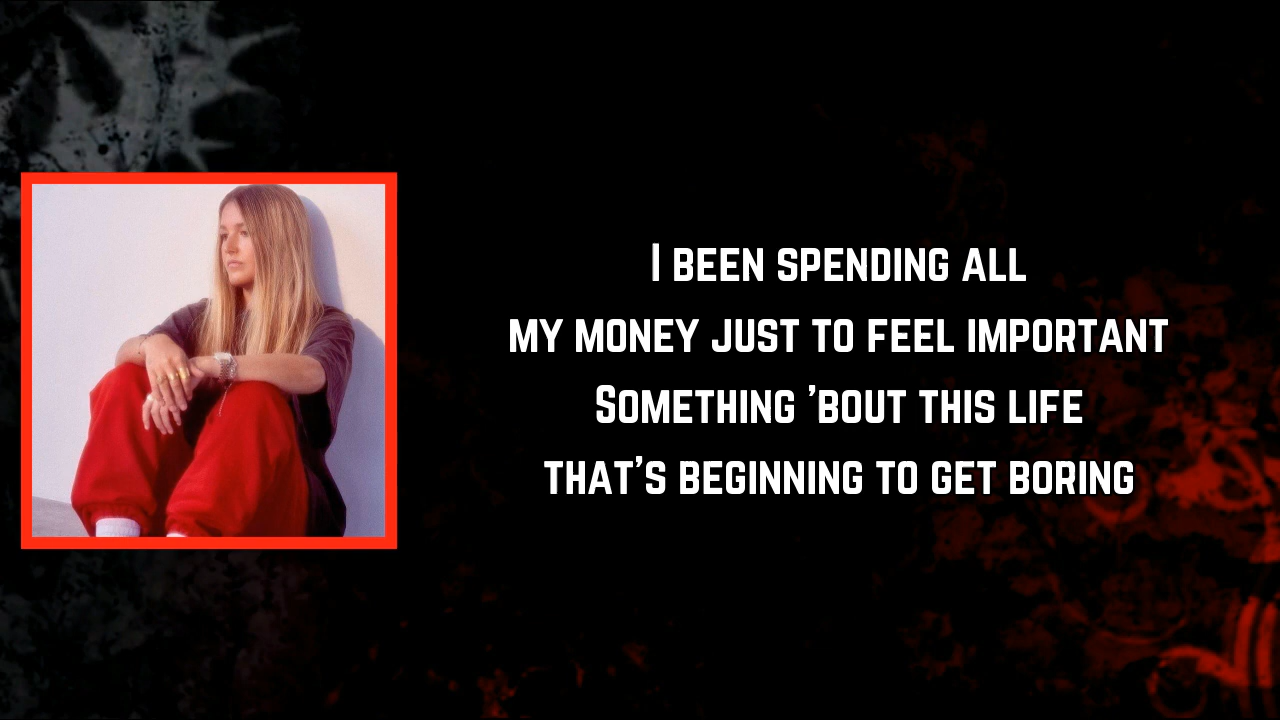 I been spending all
my money just to feel important
Something 'bout this life
that's beginning to get boring